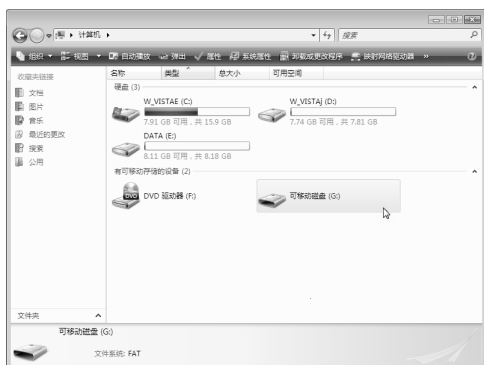 计算机
搜索
组织 视图 自动播放 弹出 属性 系统属性 卸载或更改程序 映射网络驱动器 »
收藏夹链接
文档
图片
音乐
最近的更改
搜索
公用
名称 类型 总大小 可用空间
硬盘 (3)
W_VISTAE (C:)
7.91 GB 可用，共 15.9 GB
W_VISTAj (D:)
7.74 GB 可用，共 7.81 GB
DATA (E:)
8.11 GB 可用，共 8.18 GB
有可移动存储的设备 (2)
DVD 驱动器 (F:)
可移动磁盘 (G:)
文件夹
可移动磁盘 (G:)
文件系统: FAT